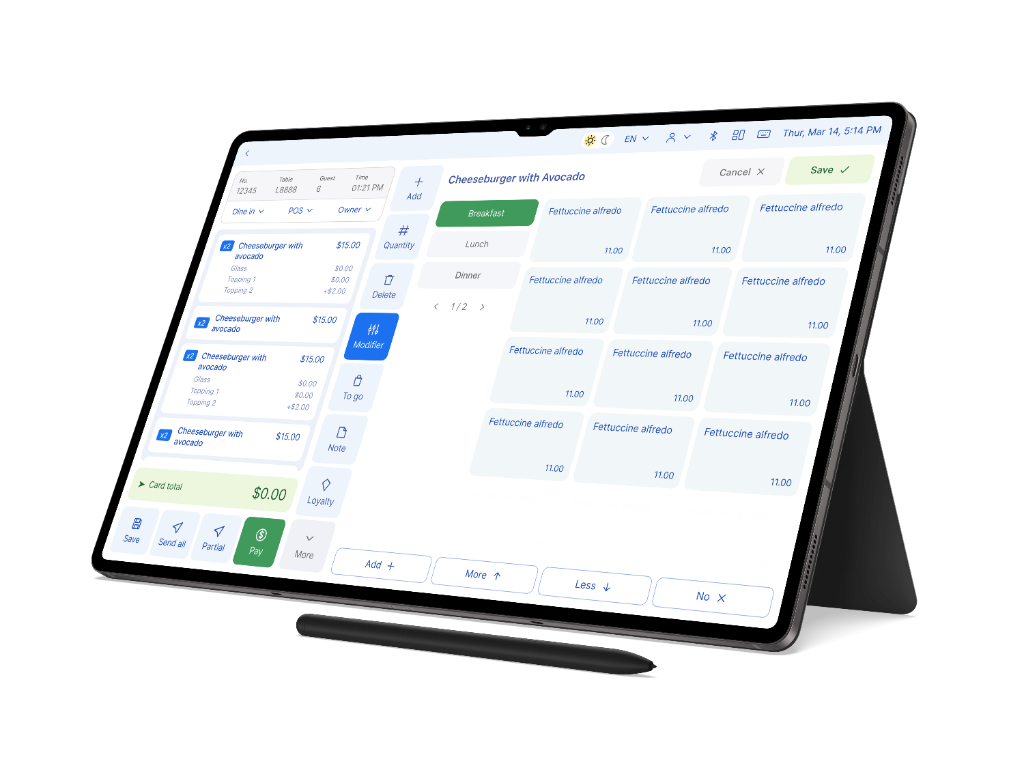 EN
Thur, Mar 14, 5:14 PM
No.
Table
Guest
Time
12345
L8888
6
01:21 PM
Dine in
POS
Owner
x2 Cheeseburger with avocado $15.00
Glass $0.00
Topping 1 $0.00
Topping 2 +$2.00
x2 Cheeseburger with avocado $15.00
x2 Cheeseburger with avocado $15.00
Glass $0.00
Topping 1 $0.00
Topping 2 +$2.00
x2 Cheeseburger with avocado $15.00
Card total $0.00
Save
Send all
Partial
Pay
More
Add
Quantity
Delete
Modifier
To go
Note
Loyalty
Cheeseburger with Avocado
Cancel
Save
Breakfast
Lunch
Dinner
1 / 2
Fettuccine alfredo
11.00
Fettuccine alfredo
11.00
Fettuccine alfredo
11.00
Fettuccine alfredo
11.00
Fettuccine alfredo
11.00
Fettuccine alfredo
11.00
Fettuccine alfredo
11.00
Fettuccine alfredo
11.00
Fettuccine alfredo
11.00
Fettuccine alfredo
11.00
Fettuccine alfredo
11.00
Fettuccine alfredo
11.00
Add +
More ↑
Less ↓
No ×